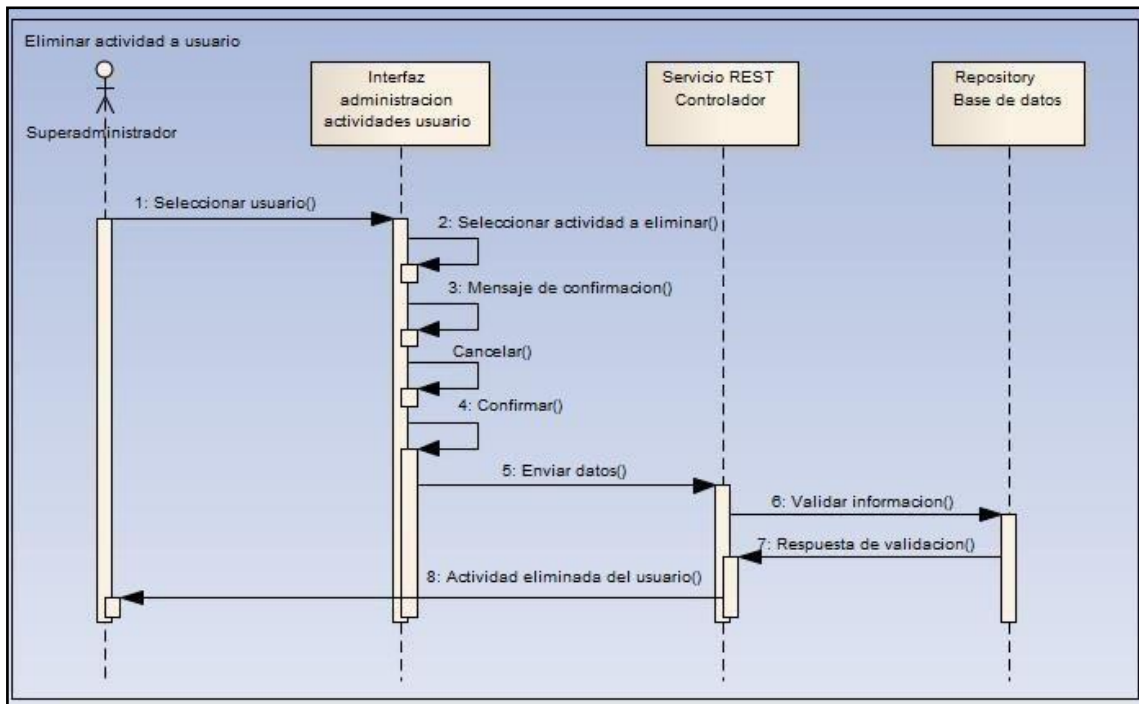 Eliminar actividad a usuario
Superadministrador
Interfaz
administracion
actividades usuario
Servicio REST
Controlador
Repository
Base de datos
1: Seleccionar usuario()
2: Seleccionar actividad a eliminar()
3: Mensaje de confirmacion()
Cancelar()
4: Confirmar()
5: Enviar datos()
6: Validar informacion()
7: Respuesta de validacion()
8: Actividad eliminada del usuario()